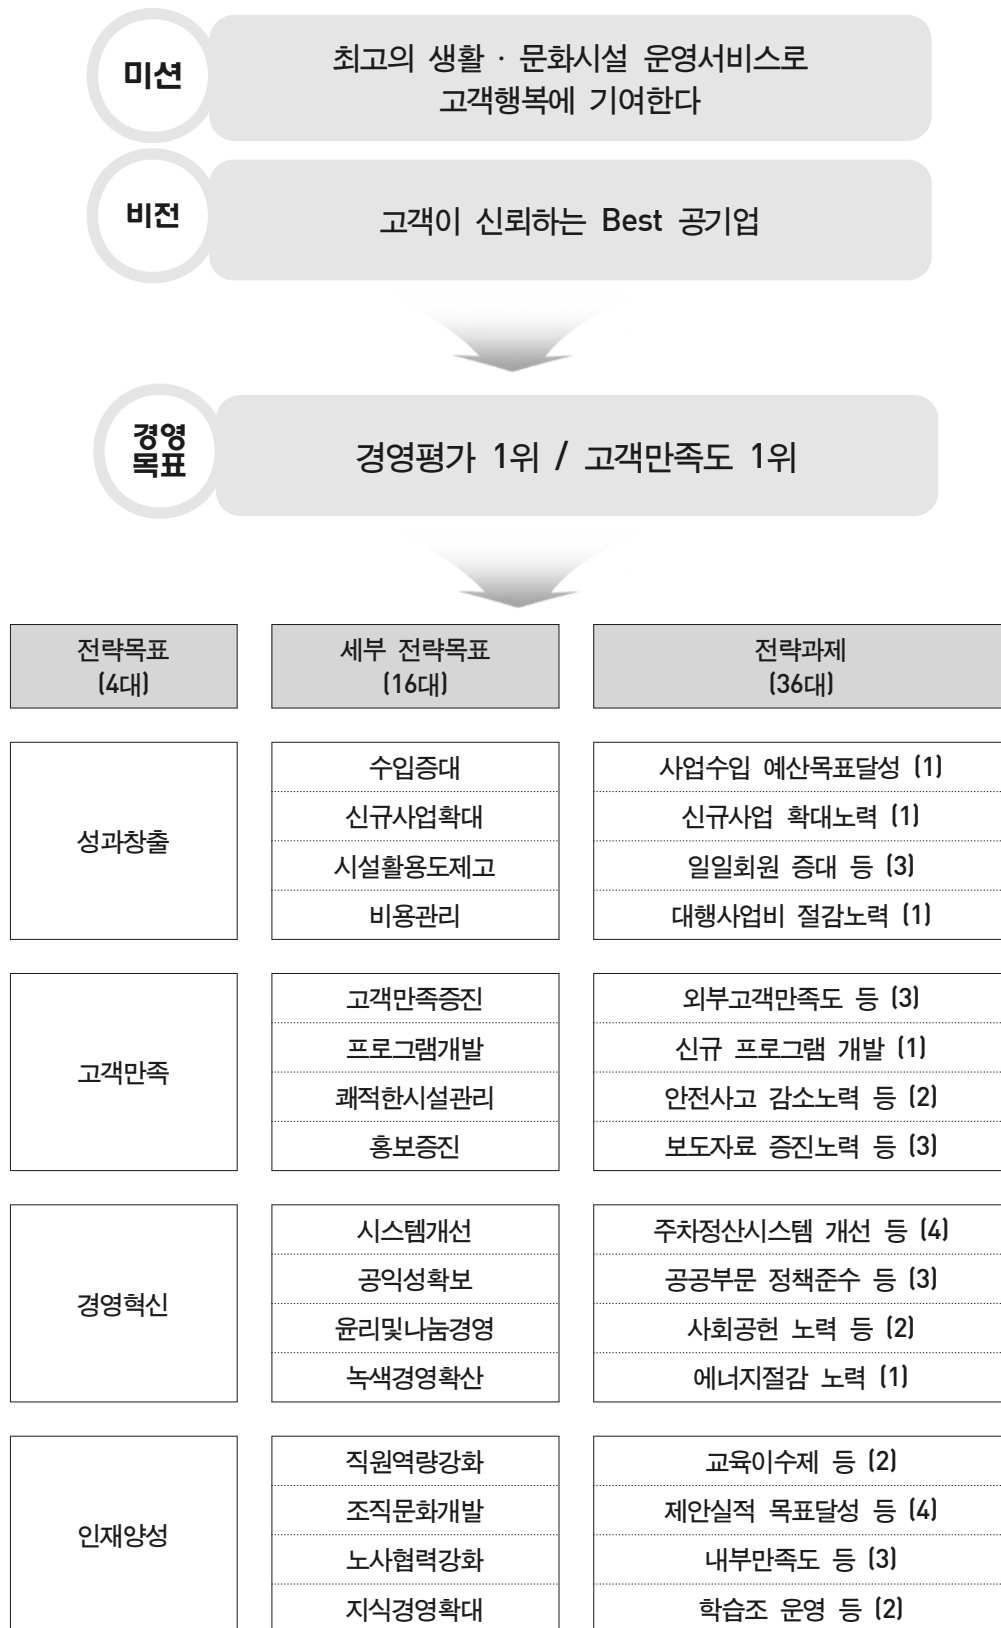 미션
최고의 생활 · 문화시설 운영서비스로
고객행복에 기여한다
비전
고객이 신뢰하는 Best 공기업
경영
목표
경영평가 1위 / 고객만족도 1위
전략목표
(4대)
세부 전략목표
(16대)
전략과제
(36대)
성과창출
수입증대
사업수입 예산목표달성 (1)
신규사업확대
신규사업 확대노력 (1)
시설활용도제고
일일회원 증대 등 (3)
비용관리
대행사업비 절감노력 (1)
고객만족
고객만족증진
외부고객만족도 등 (3)
프로그램개발
신규 프로그램 개발 (1)
쾌적한시설관리
안전사고 감소노력 등 (2)
홍보증진
보도자료 증진노력 등 (3)
경영혁신
시스템개선
주차정산시스템 개선 등 (4)
공익성확보
공공부문 정책준수 등 (3)
윤리및나눔경영
사회공헌 노력 등 (2)
녹색경영확산
에너지절감 노력 (1)
인재양성
직원역량강화
교육이수제 등 (2)
조직문화개발
제안실적 목표달성 등 (4)
노사협력강화
내부만족도 등 (3)
지식경영확대
학습조 운영 등 (2)